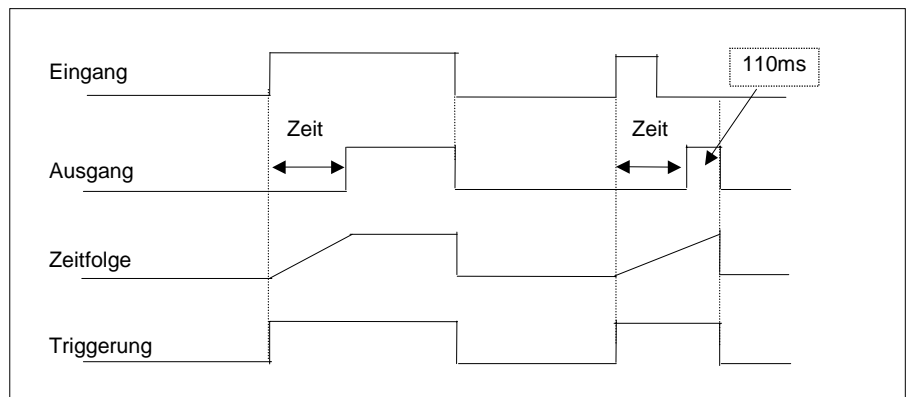 Eingang
110ms
Zeit
Zeit
Ausgang
Zeitfolge
Triggerung